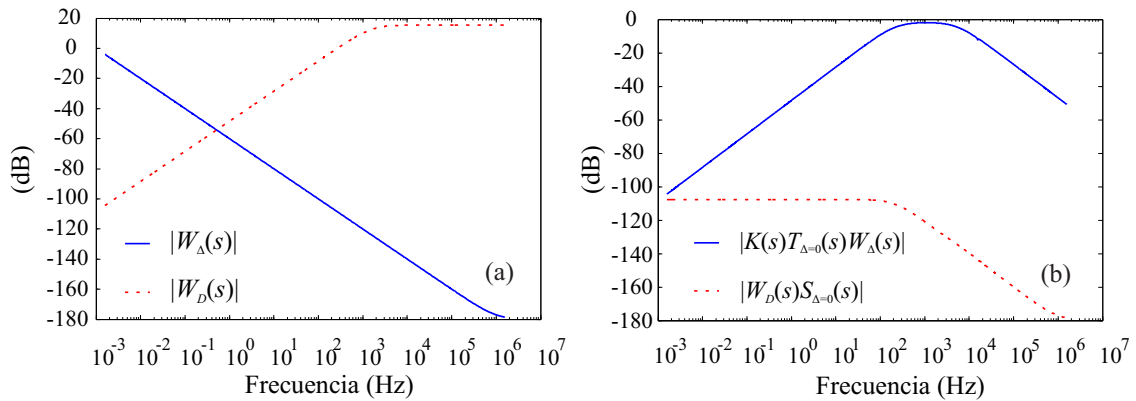 20
0
-20
-40
-60
-80
-100
-120
-140
-160
-180
(dB)
|W_Δ(s)|
|W_D(s)|
(a)
10^-3 10^-2 10^-1 10^0 10^1 10^2 10^3 10^4 10^5 10^6 10^7
Frecuencia (Hz)
0
-20
-40
-60
-80
-100
-120
-140
-160
-180
(dB)
|K(s)T_Δ=0(s)W_Δ(s)|
|W_D(s)S_Δ=0(s)|
(b)
10^-3 10^-2 10^-1 10^0 10^1 10^2 10^3 10^4 10^5 10^6 10^7
Frecuencia (Hz)